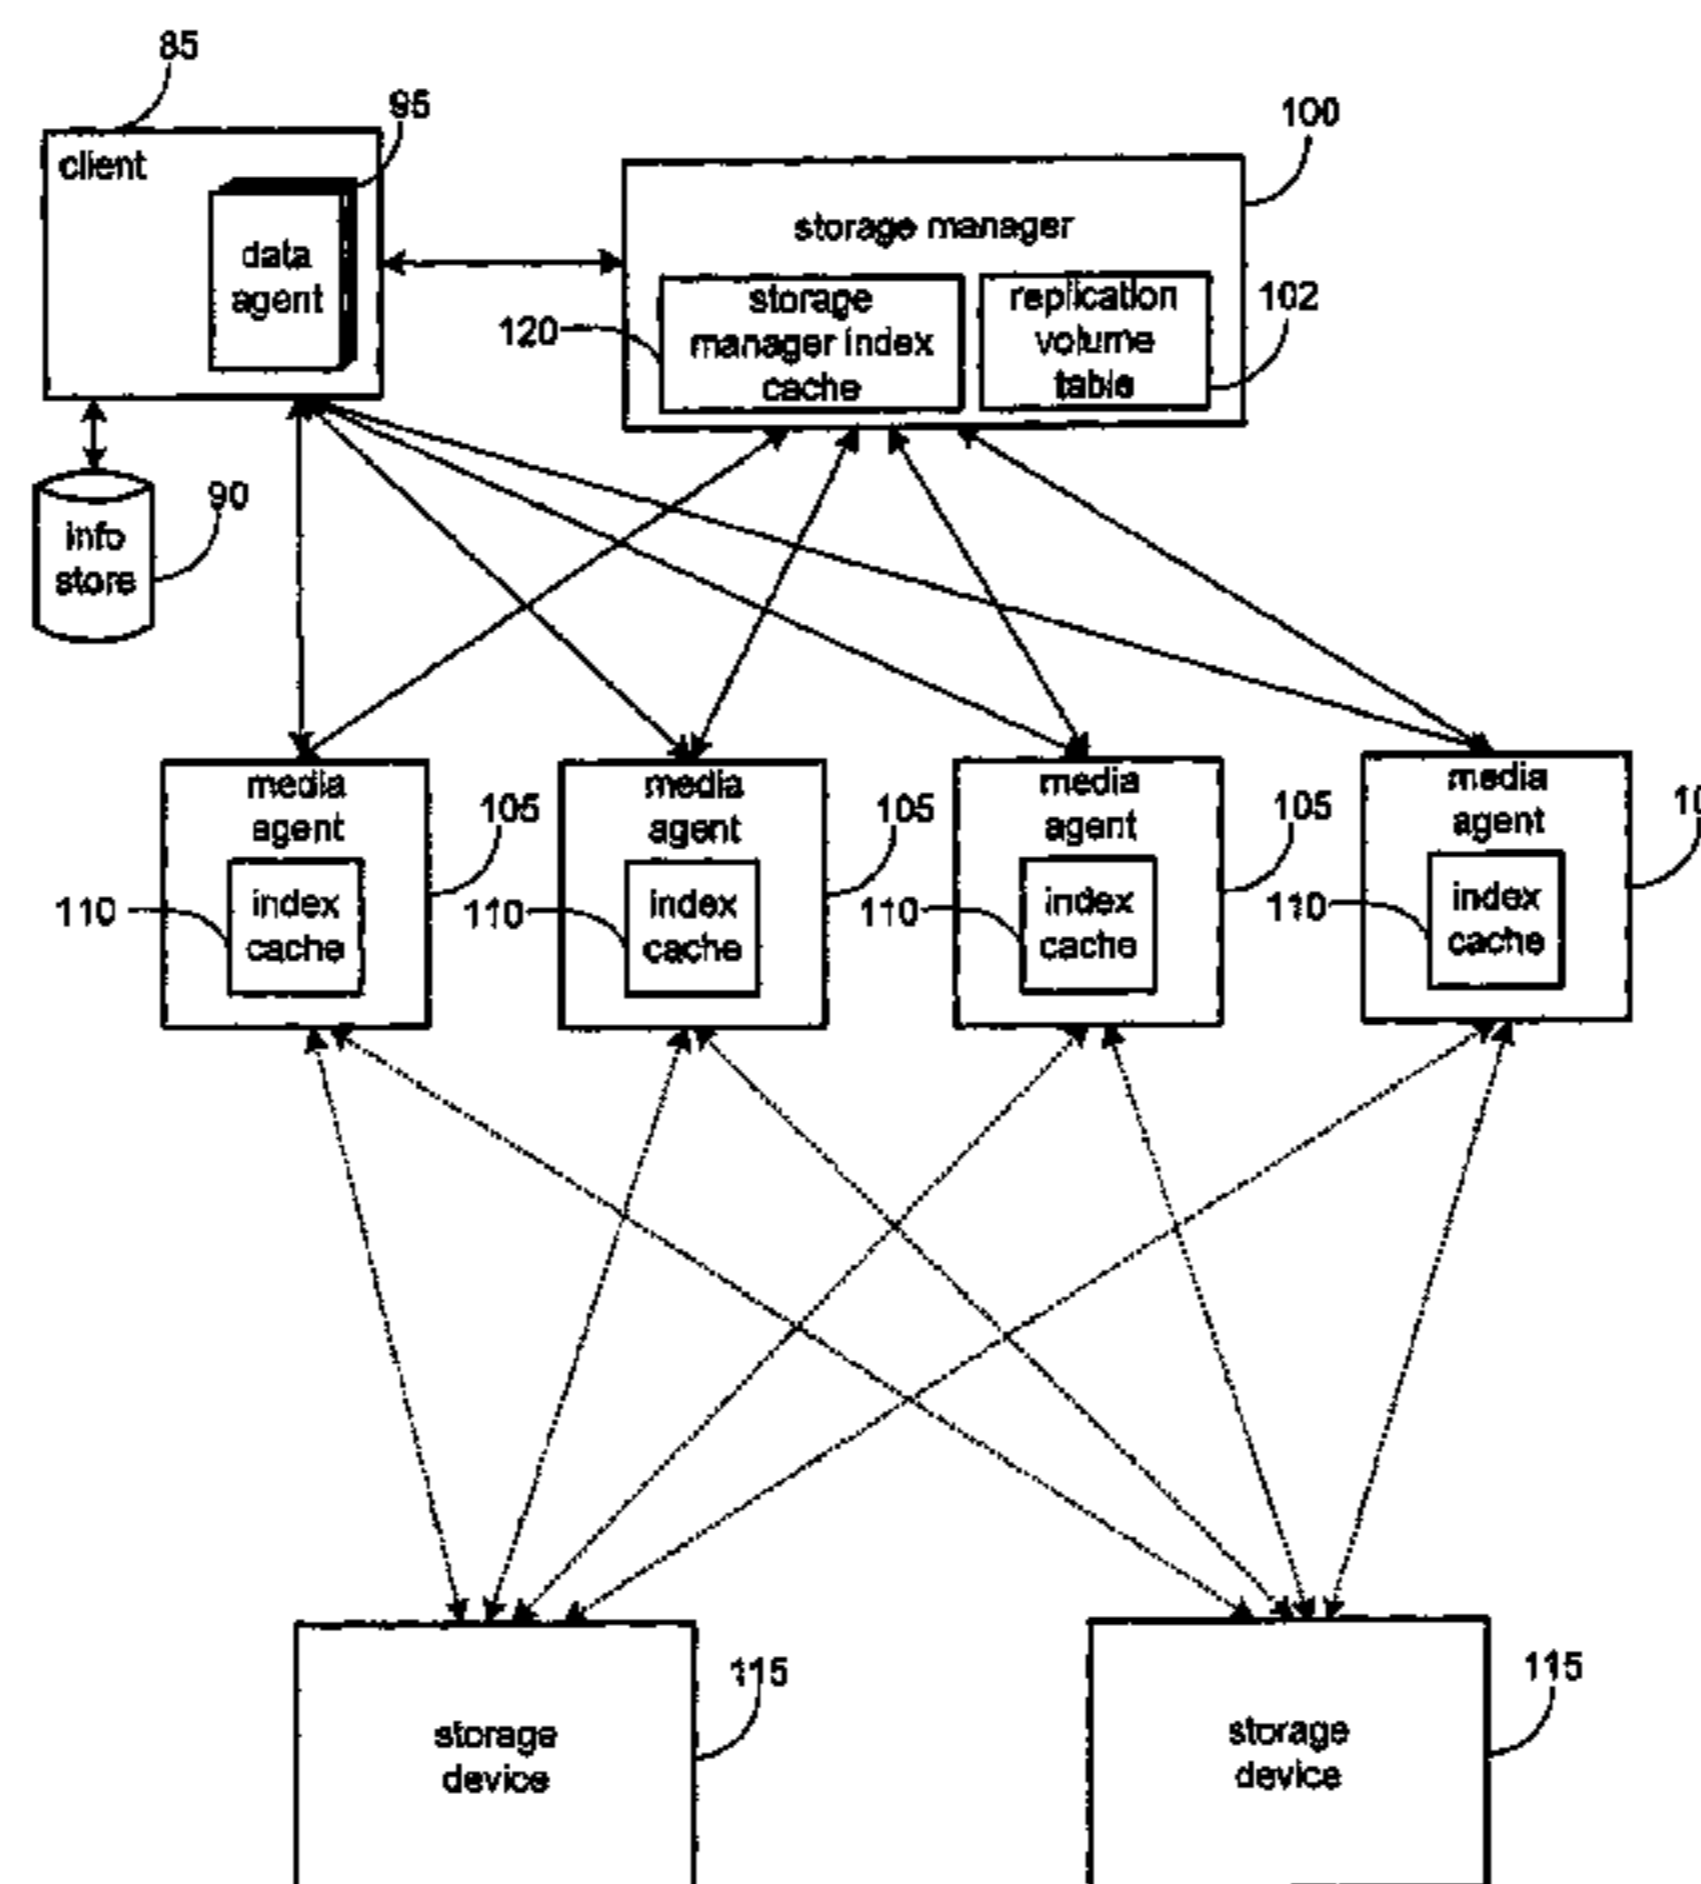 85
95
100
client
data
agent
storage manager
120
storage
manager index
cache
replication
volume
table
102
90
info
store
media
agent
105
media
agent
105
media
agent
105
media
agent
10
110
index
cache
110
index
cache
110
index
cache
110
index
cache
storage
device
115
storage
device
115